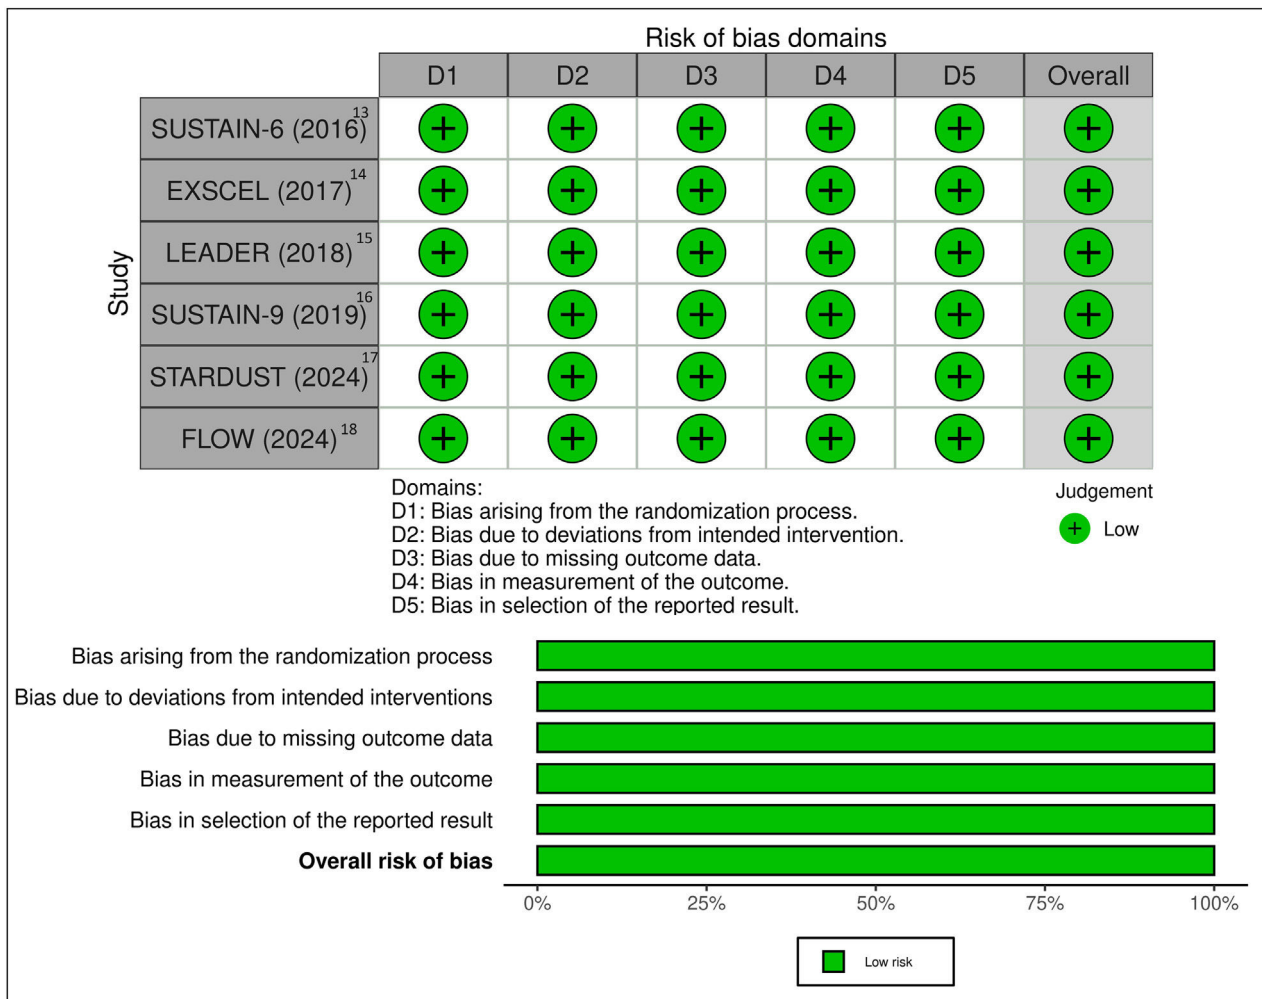 Risk of bias domains
D1 D2 D3 D4 D5 Overall
Study
SUSTAIN-6 (2016)13 + + + + + +
EXSCEL (2017)14 + + + + + +
LEADER (2018)15 + + + + + +
SUSTAIN-9 (2019)16 + + + + + +
STARDUST (2024)17 + + + + + +
FLOW (2024)18 + + + + + +
Domains:
D1: Bias arising from the randomization process.
D2: Bias due to deviations from intended intervention.
D3: Bias due to missing outcome data.
D4: Bias in measurement of the outcome.
D5: Bias in selection of the reported result.
Judgement
+ Low
Bias arising from the randomization process
Bias due to deviations from intended interventions
Bias due to missing outcome data
Bias in measurement of the outcome
Bias in selection of the reported result
Overall risk of bias
0% 25% 50% 75% 100%
Low risk